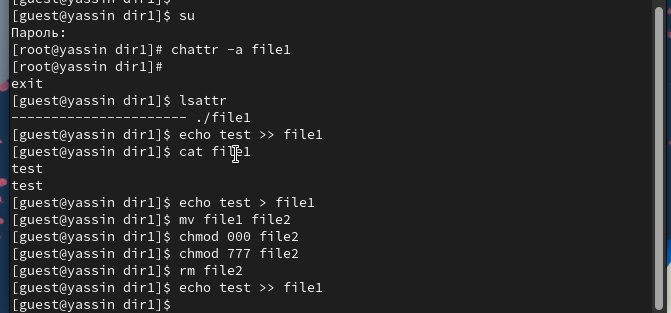 [guest@yassin dir1]$ su
Пароль:
[root@yassin dir1]# chattr -a file1
[root@yassin dir1]#
exit
[guest@yassin dir1]$ lsattr
---------------------- ./file1
[guest@yassin dir1]$ echo test >> file1
[guest@yassin dir1]$ cat file1
test
test
[guest@yassin dir1]$ echo test > file1
[guest@yassin dir1]$ mv file1 file2
[guest@yassin dir1]$ chmod 000 file2
[guest@yassin dir1]$ chmod 777 file2
[guest@yassin dir1]$ rm file2
[guest@yassin dir1]$ echo test >> file1
[guest@yassin dir1]$